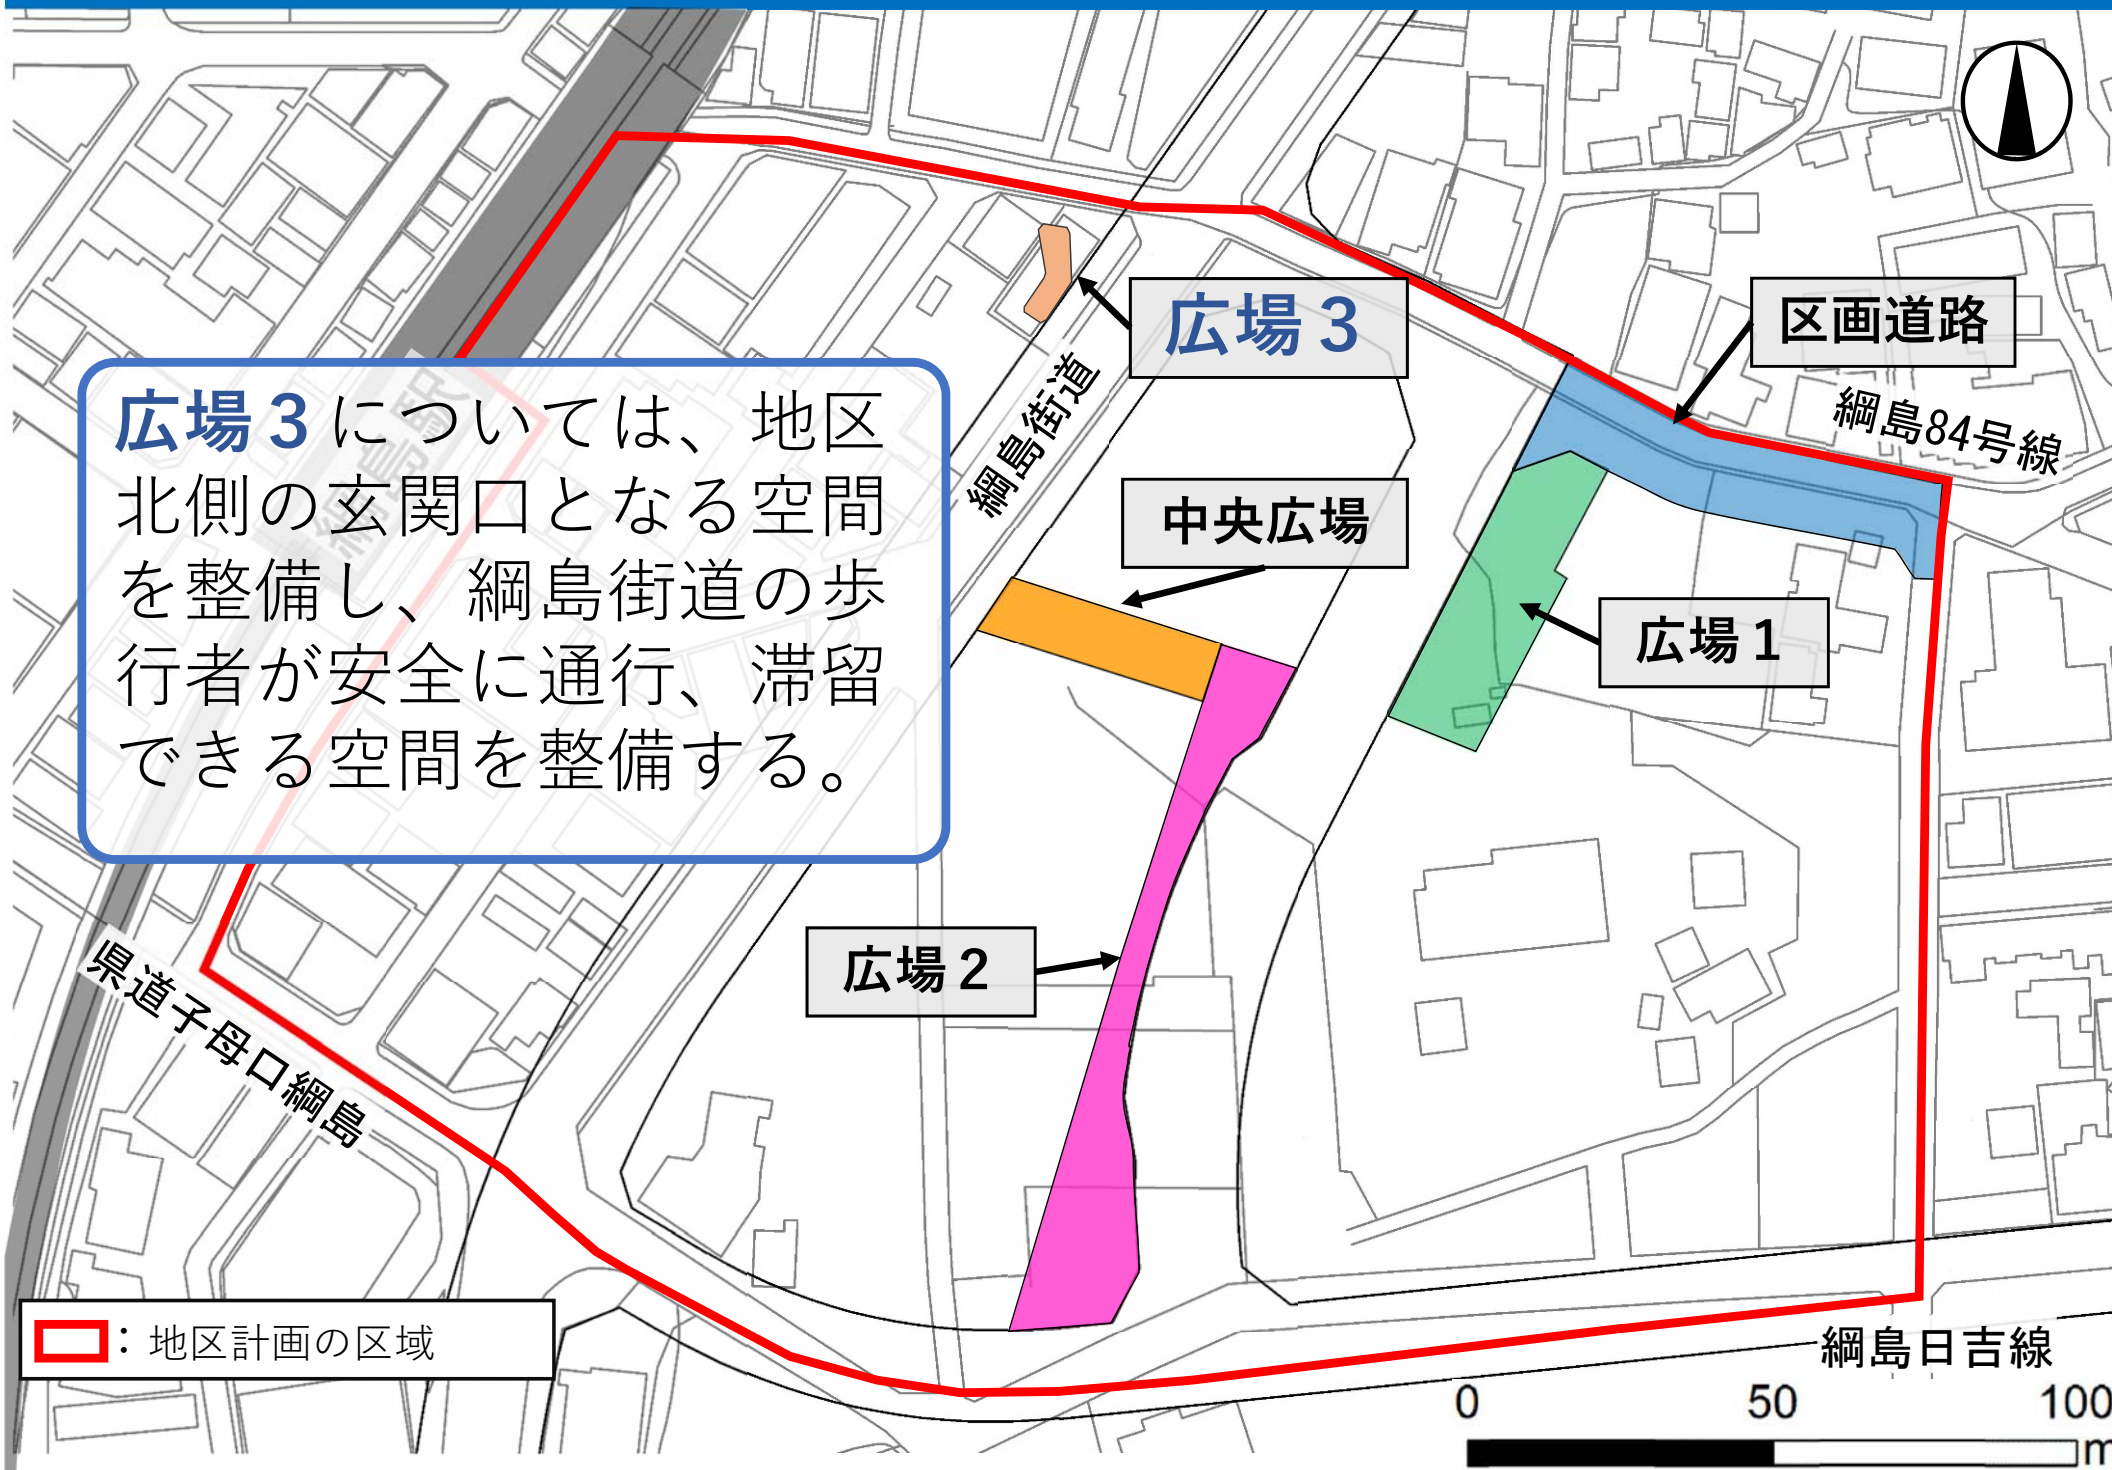 広場３
区画道路
綱島84号線
綱島街道
広場３については、地区
北側の玄関口となる空間
を整備し、綱島街道の歩
行者が安全に通行、滞留
できる空間を整備する。
綱島駅
中央広場
広場１
広場２
県道子母口綱島
：地区計画の区域
綱島日吉線
0 50 100
m